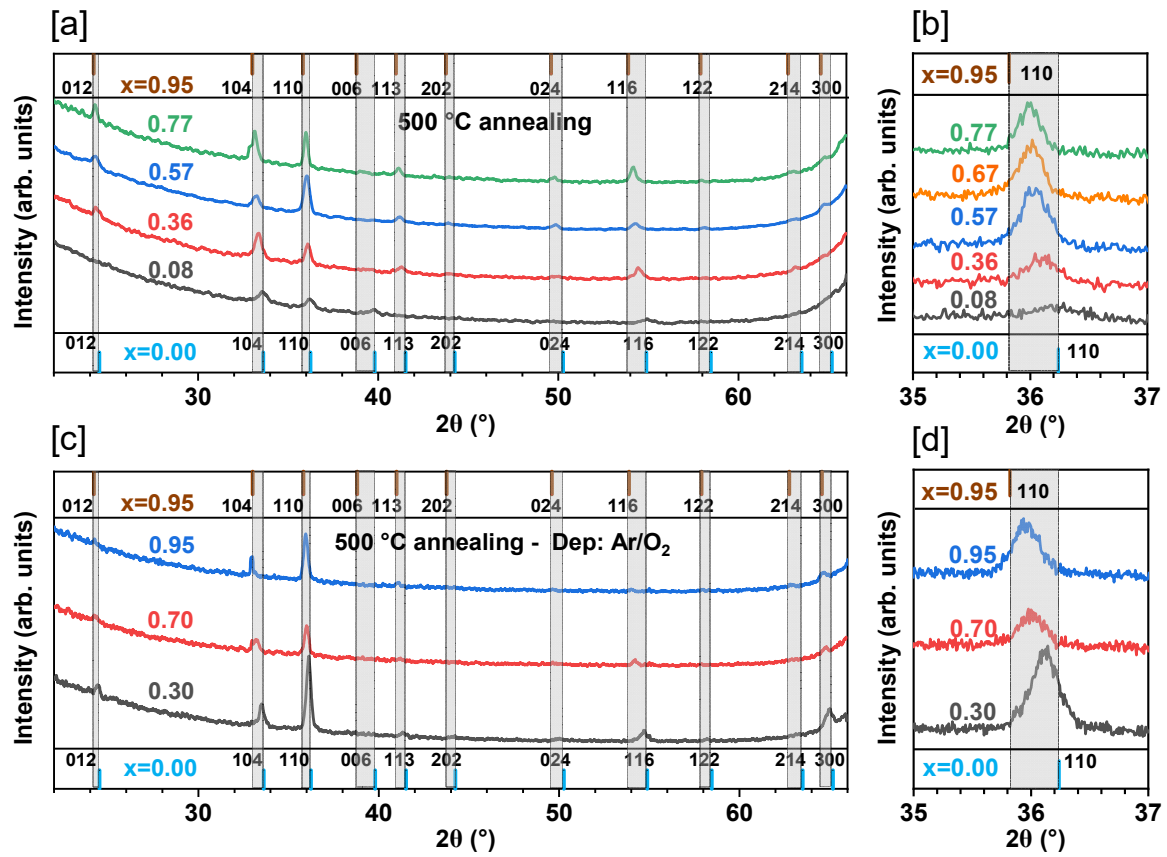 [a]
[b]
012 x=0.95 104 110 006 113 202 024 116 122 214 300
x=0.95 110
500 °C annealing
0.77
0.57
0.36
0.08
0.77
0.67
0.57
0.36
0.08
012 x=0.00 104 110 006 113 202 024 116 122 214 300
x=0.00 110
Intensity (arb. units)
Intensity (arb. units)
30 40 50 60
35 36 37
2θ (°)
2θ (°)
[c]
[d]
012 x=0.95 104 110 006 113 202 024 116 122 214 300
x=0.95 110
500 °C annealing - Dep: Ar/O₂
0.95
0.70
0.30
0.95
0.70
0.30
012 x=0.00 104 110 006 113 202 024 116 122 214 300
x=0.00 110
Intensity (arb. units)
Intensity (arb. units)
30 40 50 60
35 36 37
2θ (°)
2θ (°)